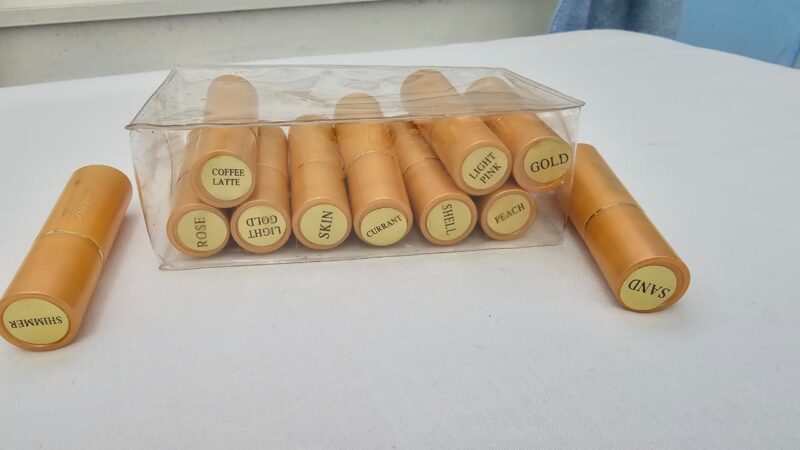 COFFEE
LATTE
LIGHT
PINK
GOLD
ROSE
LIGHT
GOLD
SKIN
CURRANT
SHELL
PEACH
SHIMMER
SAND